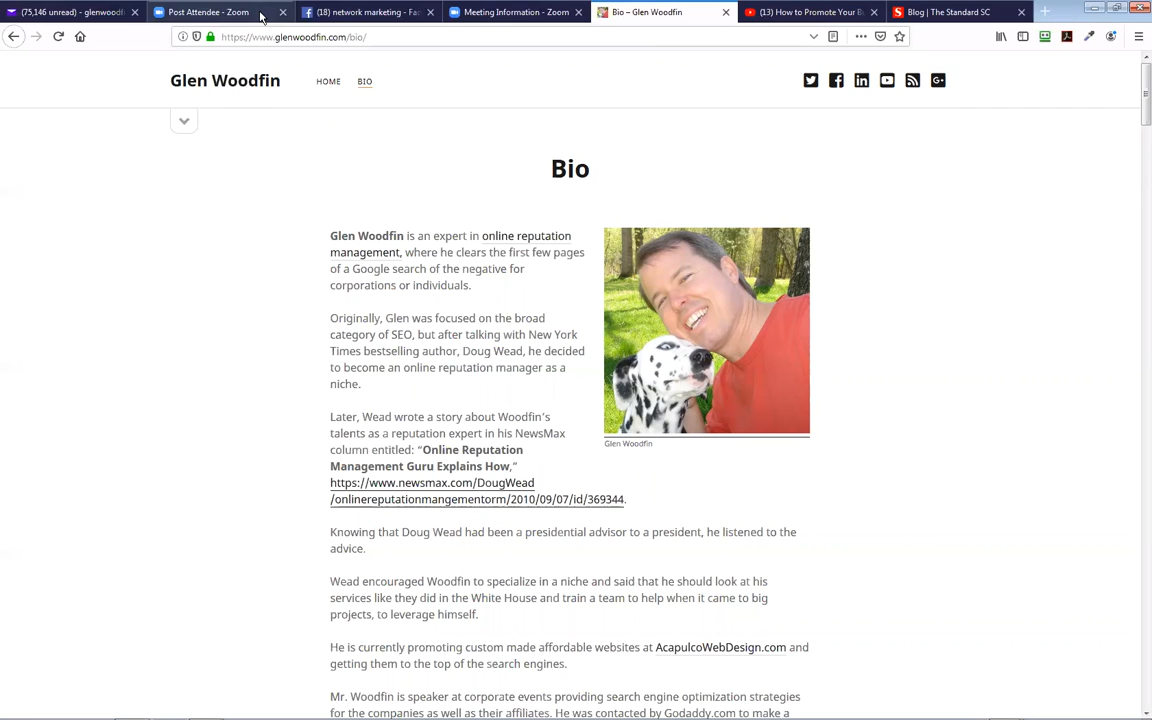 (75,146 unread) - glenwoodfi
Post Attendee - Zoom
(18) network marketing - Fac
Meeting Information - Zoom
Bio – Glen Woodfin
(13) How to Promote Your Bu
Blog | The Standard SC
https://www.glenwoodfin.com/bio/
Glen Woodfin
HOME
BIO
Bio
Glen Woodfin is an expert in online reputation
management, where he clears the first few pages
of a Google search of the negative for
corporations or individuals.
Originally, Glen was focused on the broad
category of SEO, but after talking with New York
Times bestselling author, Doug Wead, he decided
to become an online reputation manager as a
niche.
Later, Wead wrote a story about Woodfin's
talents as a reputation expert in his NewsMax
column entitled: “Online Reputation
Management Guru Explains How,”
https://www.newsmax.com/DougWead
/onlinereputationmangementorm/2010/09/07/id/369344.
Glen Woodfin
Knowing that Doug Wead had been a presidential advisor to a president, he listened to the
advice.
Wead encouraged Woodfin to specialize in a niche and said that he should look at his
services like they did in the White House and train a team to help when it came to big
projects, to leverage himself.
He is currently promoting custom made affordable websites at AcapulcoWebDesign.com and
getting them to the top of the search engines.
Mr. Woodfin is speaker at corporate events providing search engine optimization strategies
for the companies as well as their affiliates. He was contacted by Godaddy.com to make a